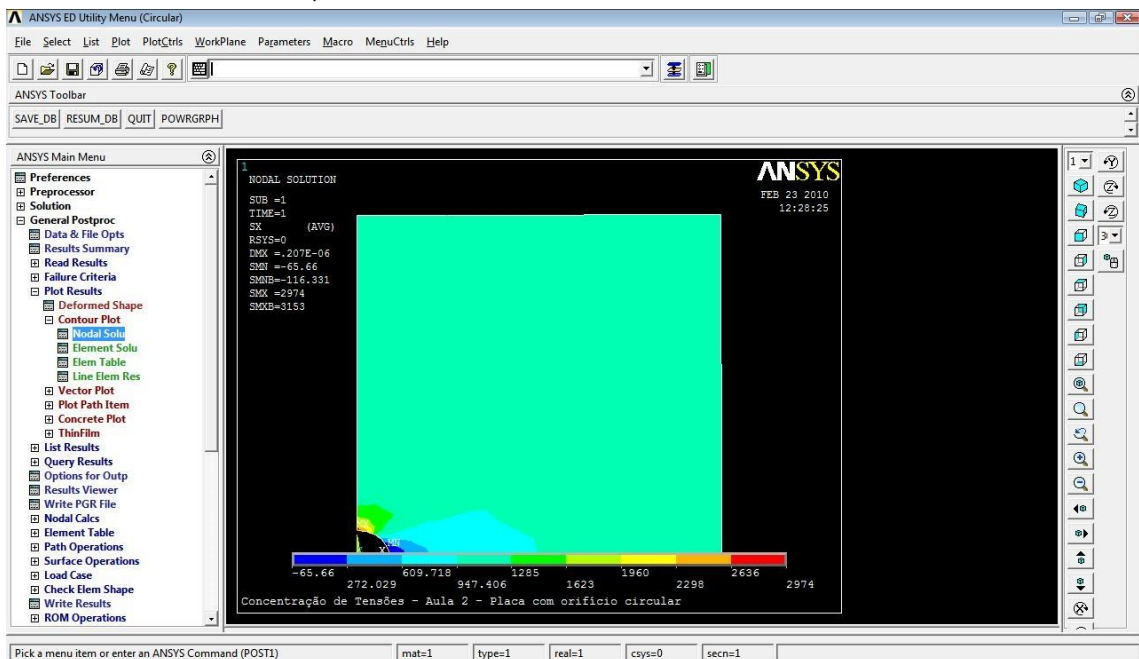 ANSYS ED Utility Menu (Circular)
File Select List Plot PlotCtrls WorkPlane Parameters Macro MenuCtrls Help
ANSYS Toolbar
SAVE_DB RESUM_DB QUIT POWRGRPH
ANSYS Main Menu
Preferences
Preprocessor
Solution
General Postproc
Data & File Opts
Results Summary
Read Results
Failure Criteria
Plot Results
Deformed Shape
Contour Plot
Nodal Solu
Element Solu
Elem Table
Line Elem Res
Vector Plot
Plot Path Item
Concrete Plot
ThinFilm
List Results
Query Results
Options for Outp
Results Viewer
Write PGR File
Nodal Calcs
Element Table
Path Operations
Surface Operations
Load Case
Check Elem Shape
Write Results
ROM Operations
1
NODAL SOLUTION
SUB =1
TIME=1
SX (AVG)
RSYS=0
DMX =.207E-06
SMN =-65.66
SMNB=-116.331
SMX =2974
SMXB=3153
ANSYS
FEB 23 2010
12:28:25
MN
X
-65.66 609.718 1285 1960 2636
272.029 947.406 1623 2298 2974
Concentração de Tensões - Aula 2 - Placa com orifício circular
1
Pick a menu item or enter an ANSYS Command (POST1)
mat=1 type=1 real=1 csys=0 secn=1